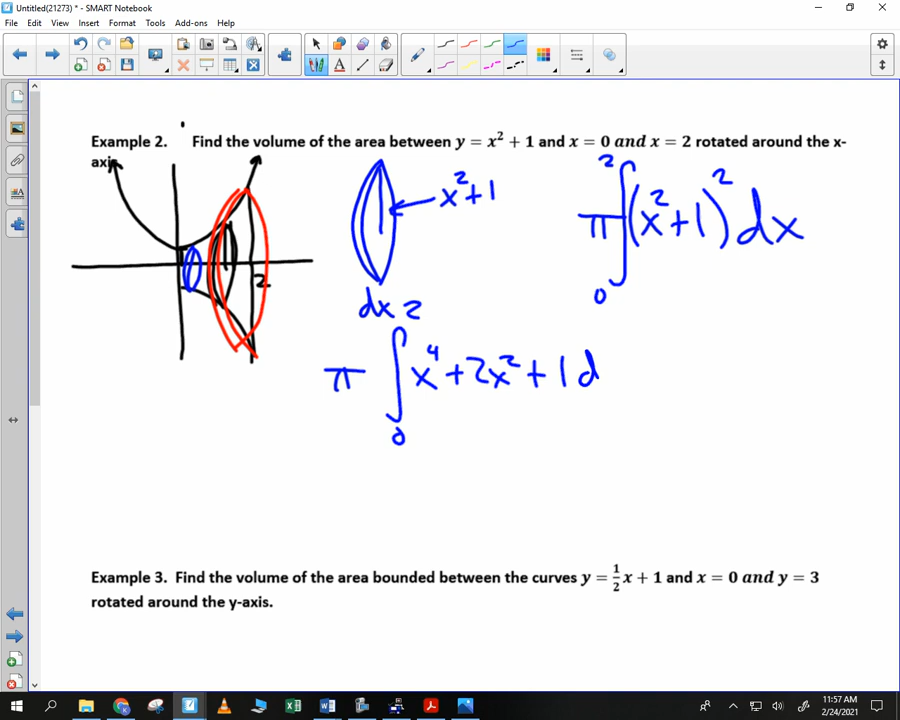 Untitled(21273) * - SMART Notebook
File Edit View Insert Format Tools Add-ons Help
Example 2. Find the volume of the area between y = x² + 1 and x = 0 and x = 2 rotated around the x-
axis
x²+1
2
π∫(x²+1)²dx
0
2
dx 2
π ∫ x⁴+2x²+1d
0
Example 3. Find the volume of the area bounded between the curves y = 1/2 x + 1 and x = 0 and y = 3
rotated around the y-axis.
11:57 AM
2/24/2021